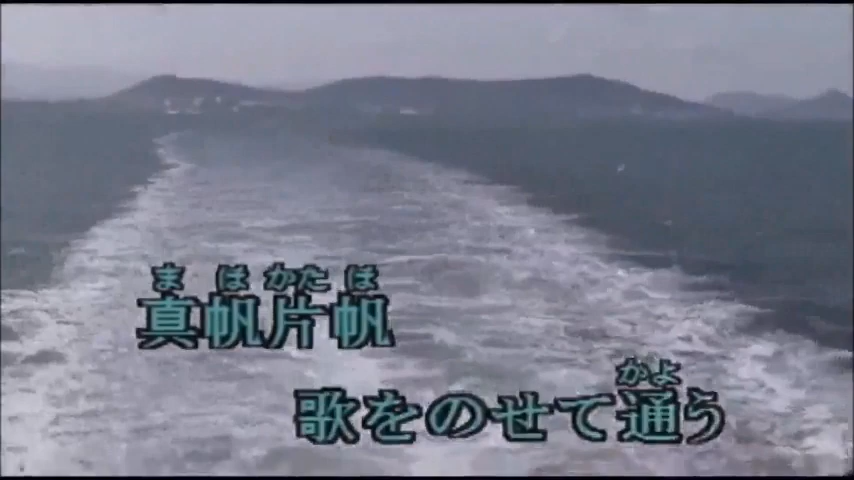 ま ほ かた ほ
真帆片帆
かよ
歌をのせて通う